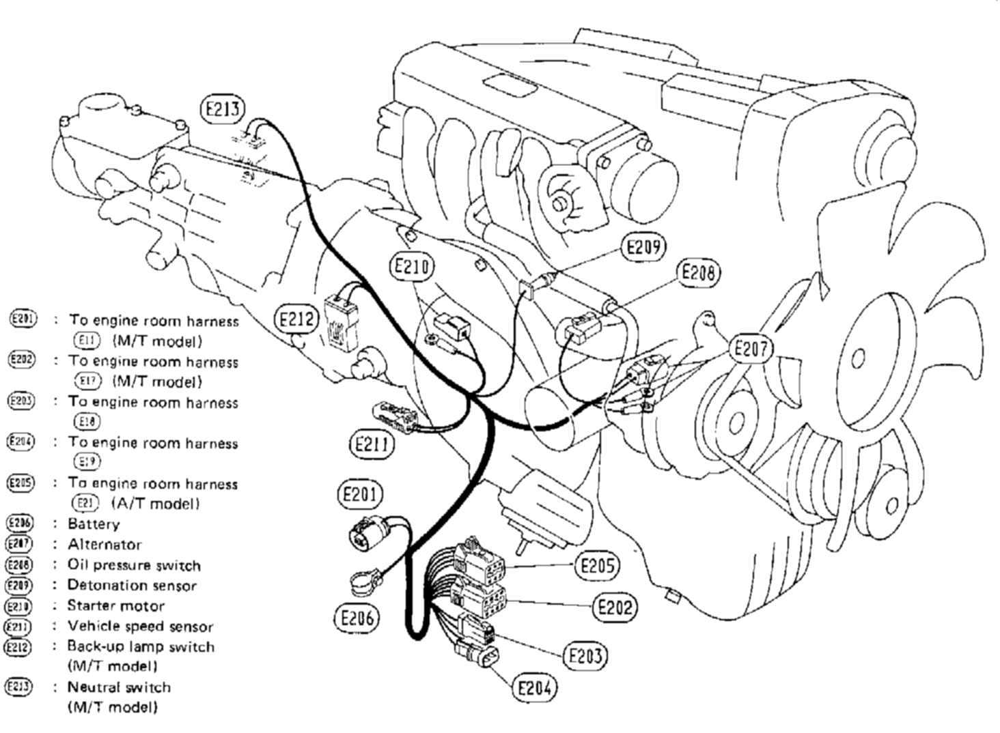 E213
E209
E210
E208
E212
E207
E211
E201
E205
E202
E206
E203
E204
E201 : To engine room harness
E11 (M/T model)
E202 : To engine room harness
E17 (M/T model)
E203 : To engine room harness
E18
E204 : To engine room harness
E19
E205 : To engine room harness
E21 (A/T model)
E206 : Battery
E207 : Alternator
E208 : Oil pressure switch
E209 : Detonation sensor
E210 : Starter motor
E211 : Vehicle speed sensor
E212 : Back-up lamp switch
(M/T model)
E213 : Neutral switch
(M/T model)